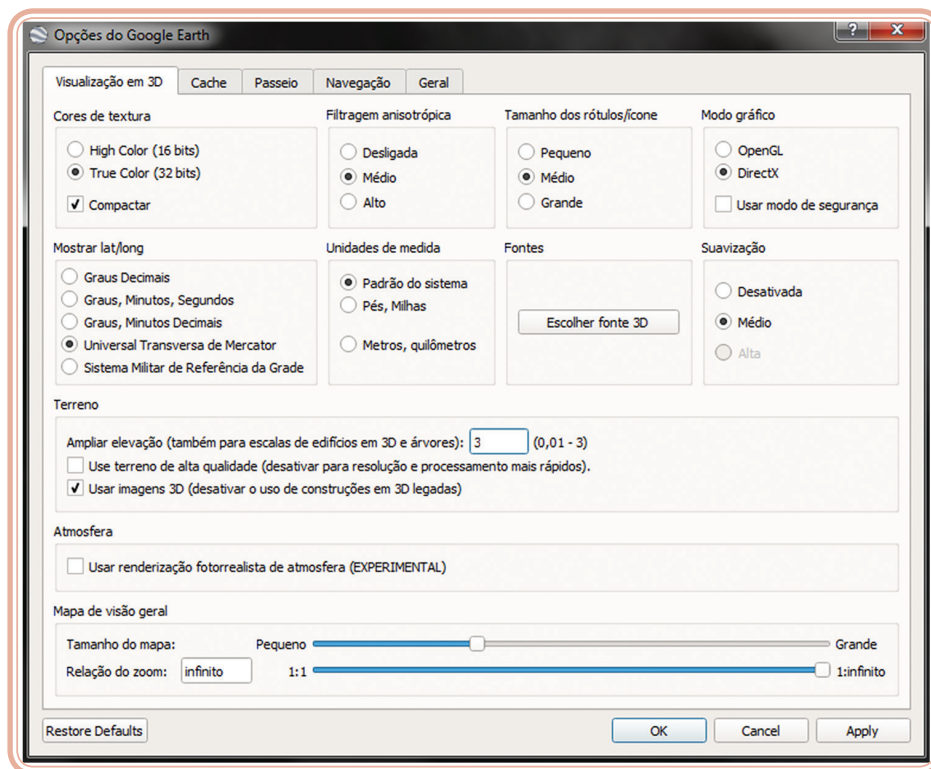 Opções do Google Earth
Visualização em 3D Cache Passeio Navegação Geral
Cores de textura
High Color (16 bits)
True Color (32 bits)
Compactar
Filtragem anisotrópica
Desligada
Médio
Alto
Tamanho dos rótulos/ícone
Pequeno
Médio
Grande
Modo gráfico
OpenGL
DirectX
Usar modo de segurança
Mostrar lat/long
Graus Decimais
Graus, Minutos, Segundos
Graus, Minutos Decimais
Universal Transversa de Mercator
Sistema Militar de Referência da Grade
Unidades de medida
Padrão do sistema
Pés, Milhas
Metros, quilômetros
Fontes
Escolher fonte 3D
Suavização
Desativada
Médio
Alta
Terreno
Ampliar elevação (também para escalas de edifícios em 3D e árvores): 3 (0,01 - 3)
Use terreno de alta qualidade (desativar para resolução e processamento mais rápidos).
Usar imagens 3D (desativar o uso de construções em 3D legadas)
Atmosfera
Usar renderização fotorrealista de atmosfera (EXPERIMENTAL)
Mapa de visão geral
Tamanho do mapa: Pequeno Grande
Relação do zoom: infinito 1:1 1:infinito
Restore Defaults OK Cancel Apply